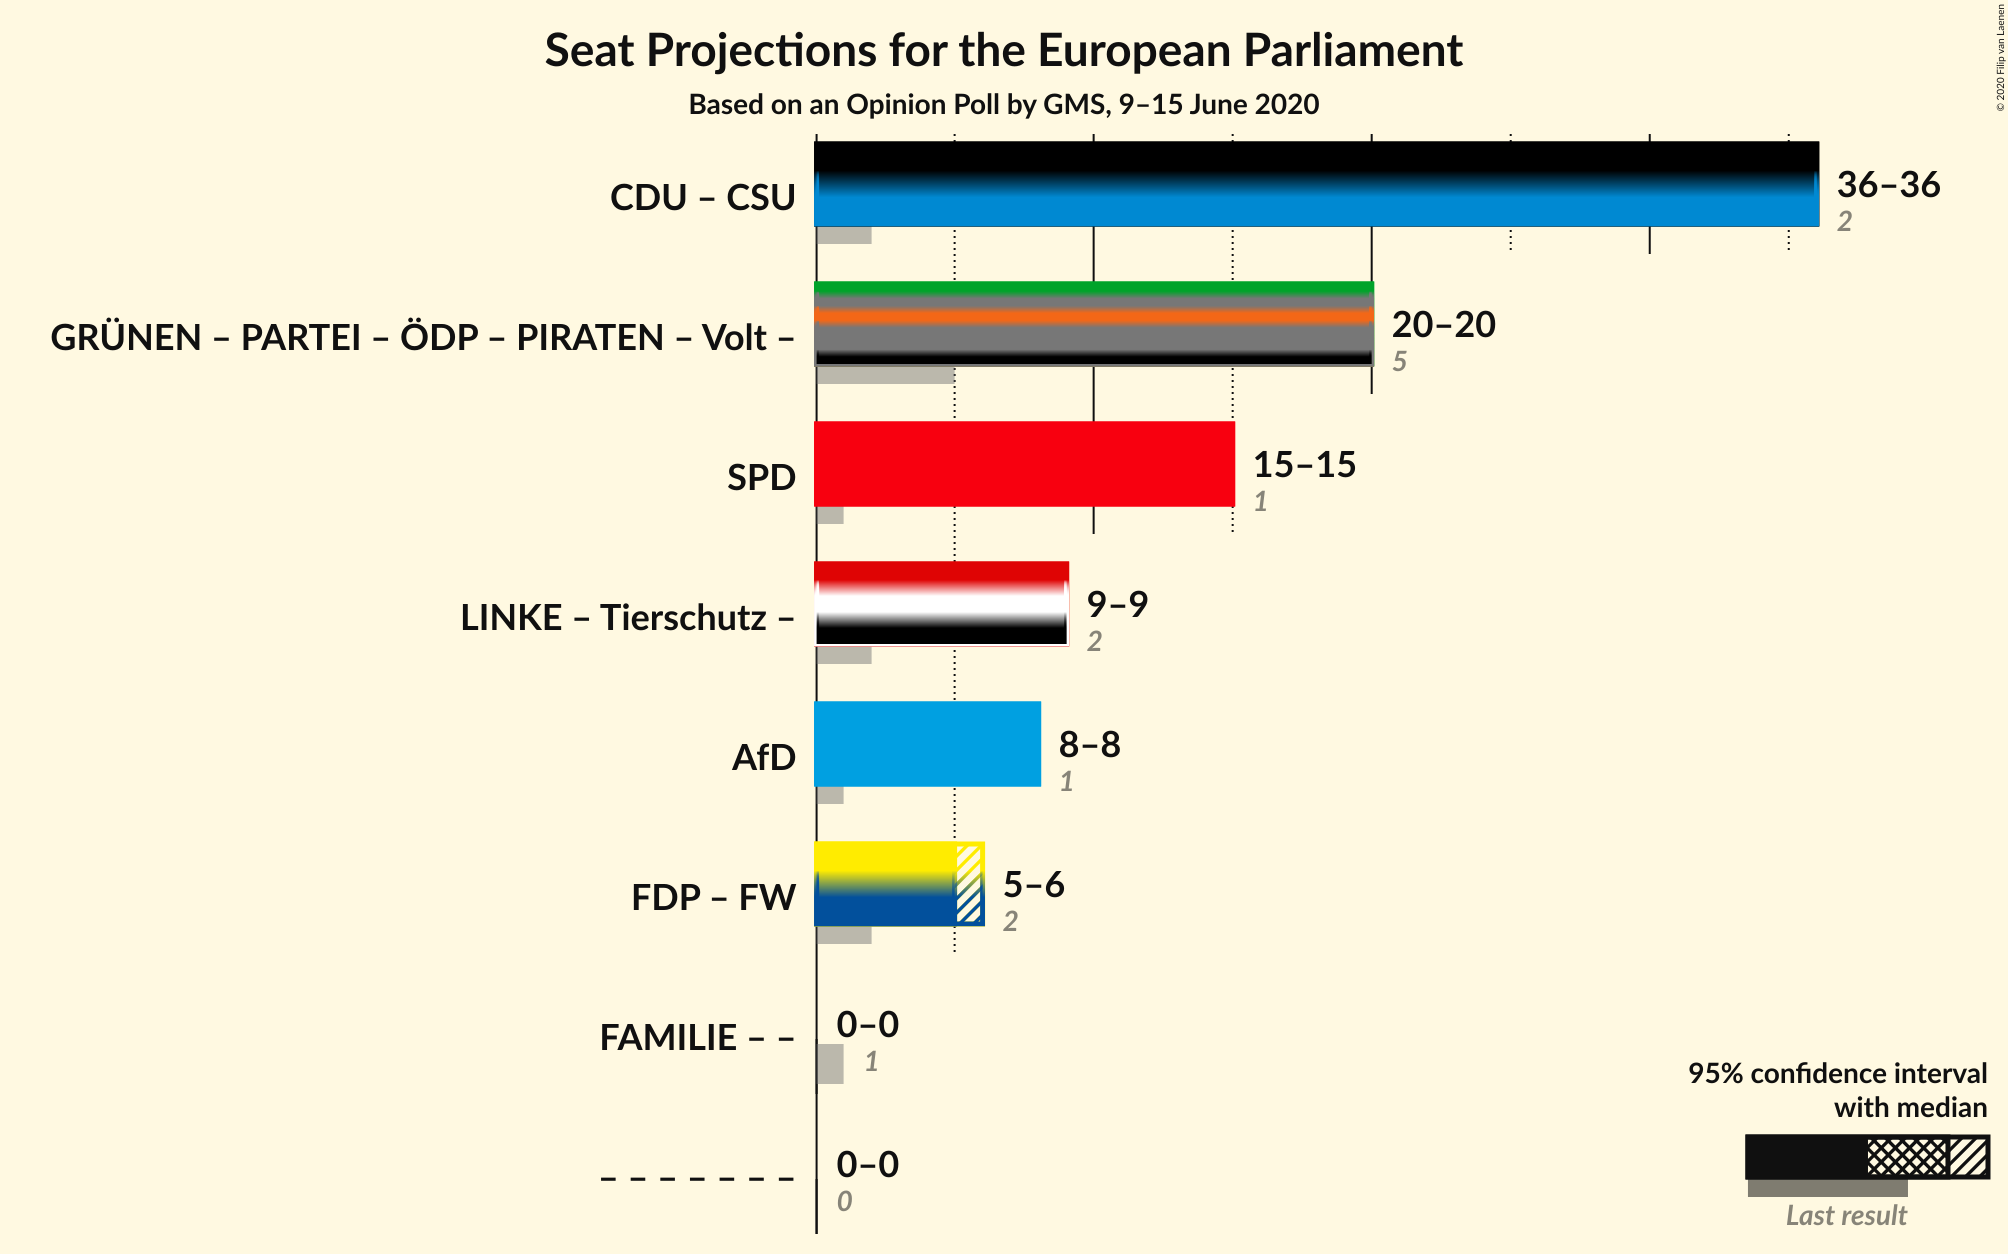 Seat Projections for the European Parliament
Based on an Opinion Poll by GMS, 9–15 June 2020
© 2020 Filip van Laenen
CDU – CSU
36–36
2
GRÜNEN – PARTEI – ÖDP – PIRATEN – Volt –
20–20
5
SPD
15–15
1
LINKE – Tierschutz –
9–9
2
AfD
8–8
1
FDP – FW
5–6
2
FAMILIE – –
0–0
1
– – – – – – –
0–0
0
95% confidence interval
with median
Last result